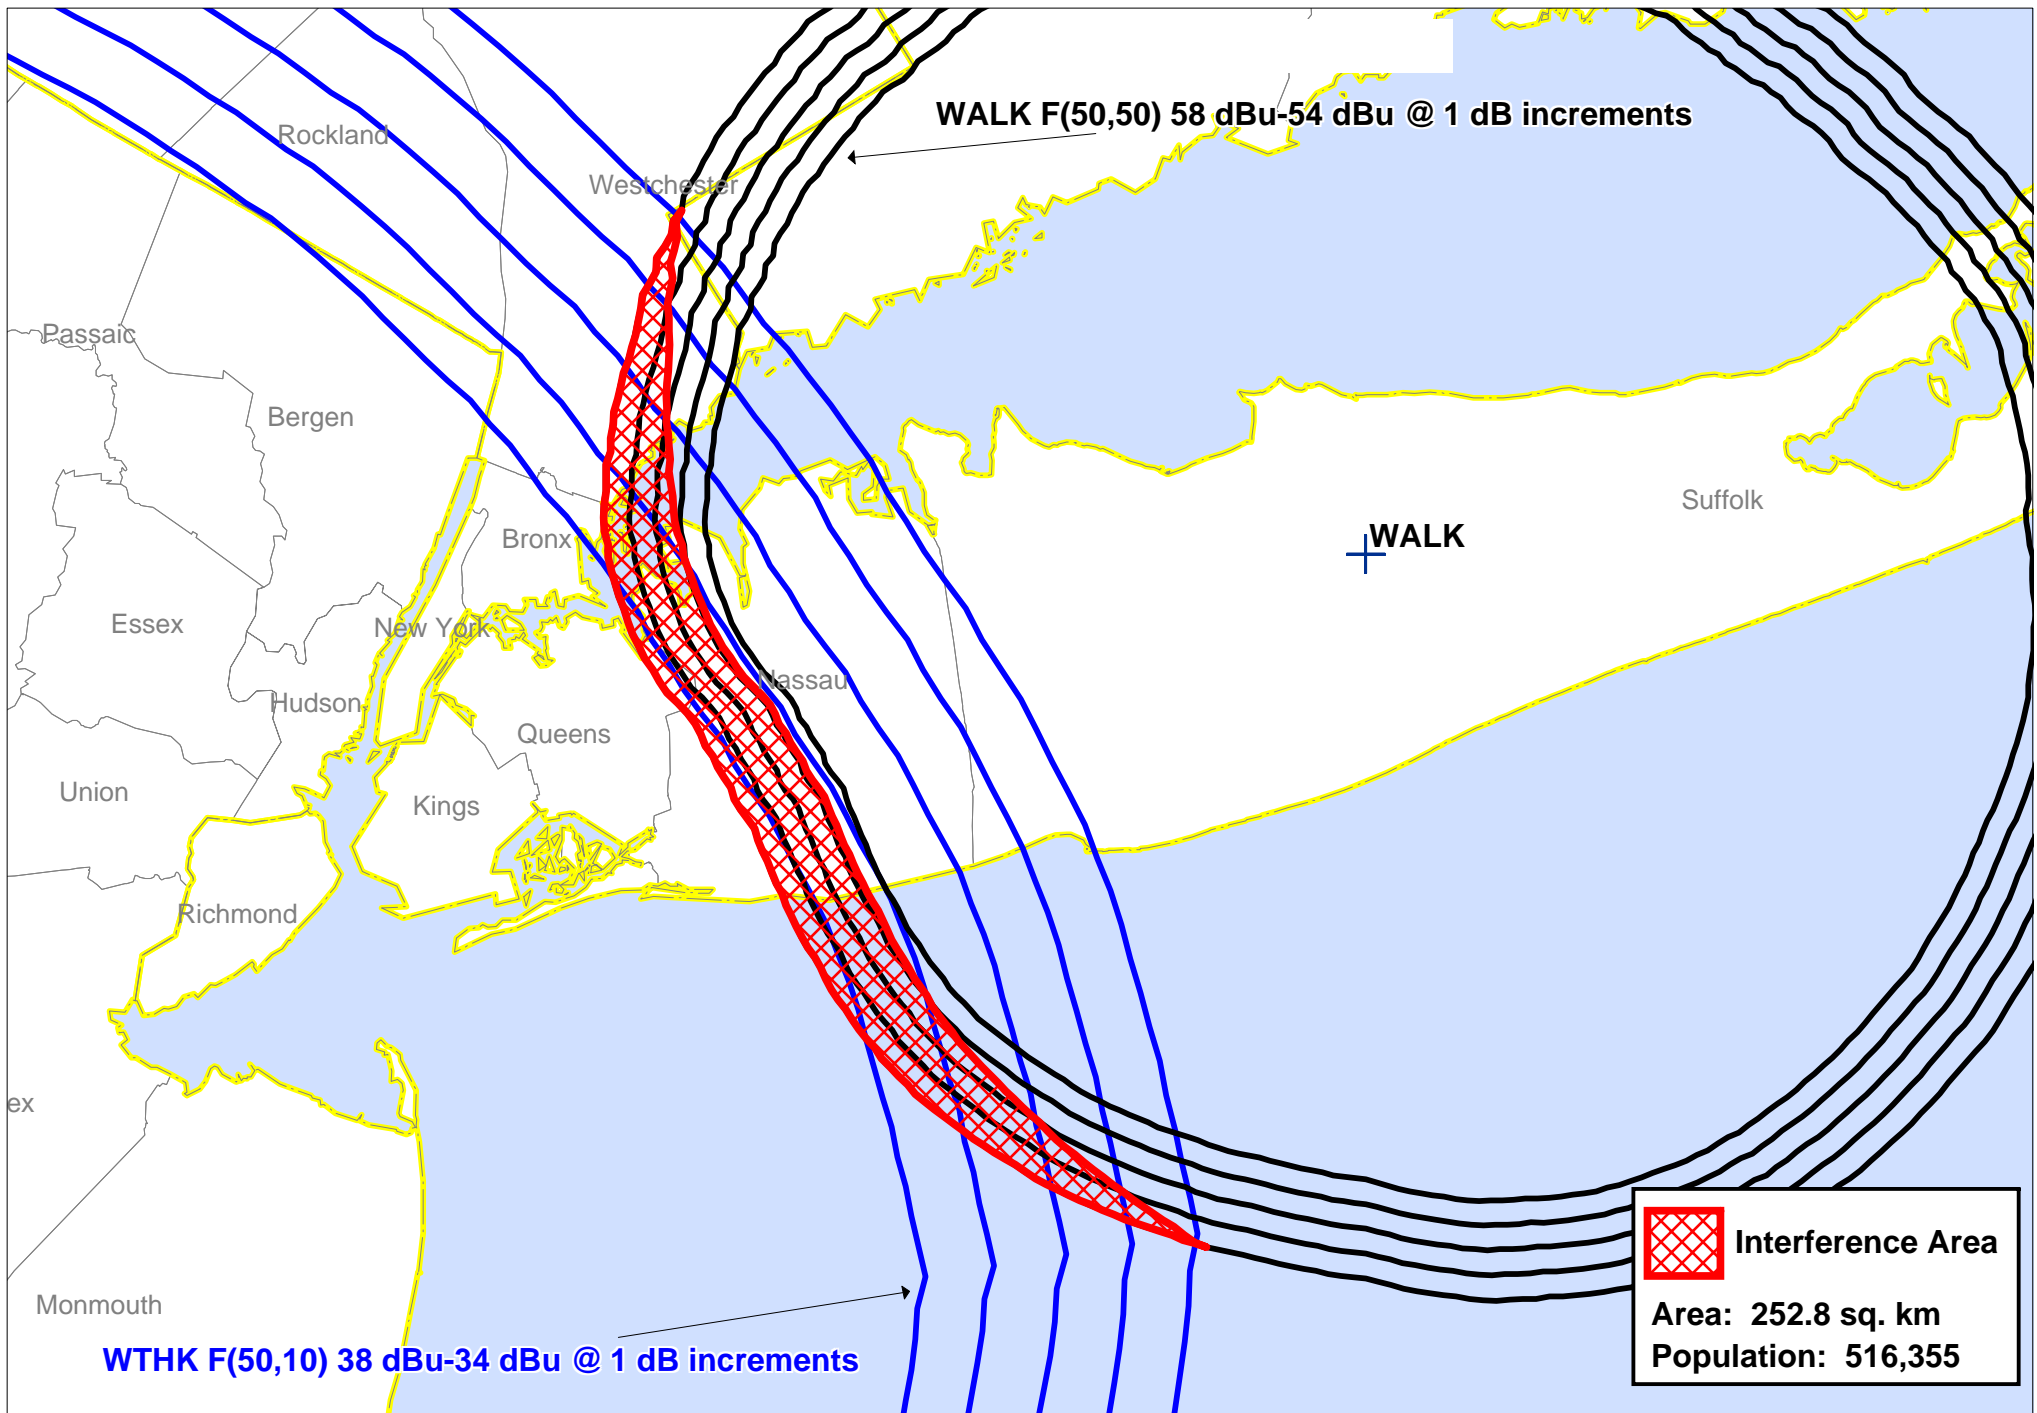 WALK F(50,50) 58 dBu-54 dBu @ 1 dB increments
Rockland
Westchester
Passaic
Bergen
Suffolk
WALK
Bronx
Essex
New York
Nassau
Hudson
Queens
Union
Kings
Richmond
ex
Interference Area
Monmouth
Area: 252.8 sq. km
Population: 516,355
WTHK F(50,10) 38 dBu-34 dBu @ 1 dB increments